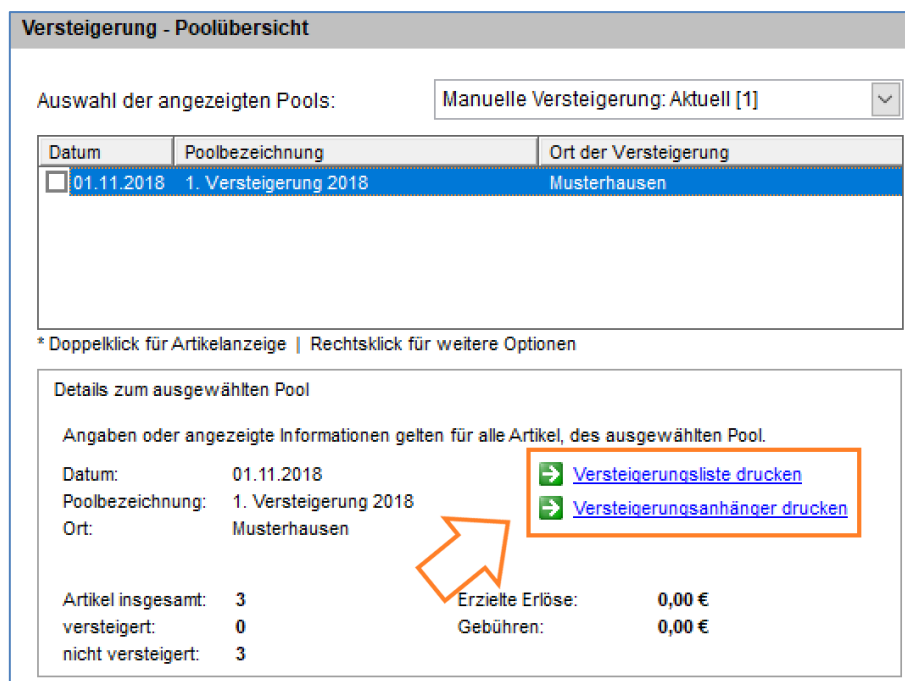 Versteigerung - Poolübersicht
Auswahl der angezeigten Pools: Manuelle Versteigerung: Aktuell [1]
Datum Poolbezeichnung Ort der Versteigerung
01.11.2018 1. Versteigerung 2018 Musterhausen
* Doppelklick für Artikelanzeige | Rechtsklick für weitere Optionen
Details zum ausgewählten Pool
Angaben oder angezeigte Informationen gelten für alle Artikel, des ausgewählten Pool.
Datum: 01.11.2018 Versteigerungsliste drucken
Poolbezeichnung: 1. Versteigerung 2018 Versteigerungsanhänger drucken
Ort: Musterhausen
Artikel insgesamt: 3 Erzielte Erlöse: 0,00 €
versteigert: 0 Gebühren: 0,00 €
nicht versteigert: 3